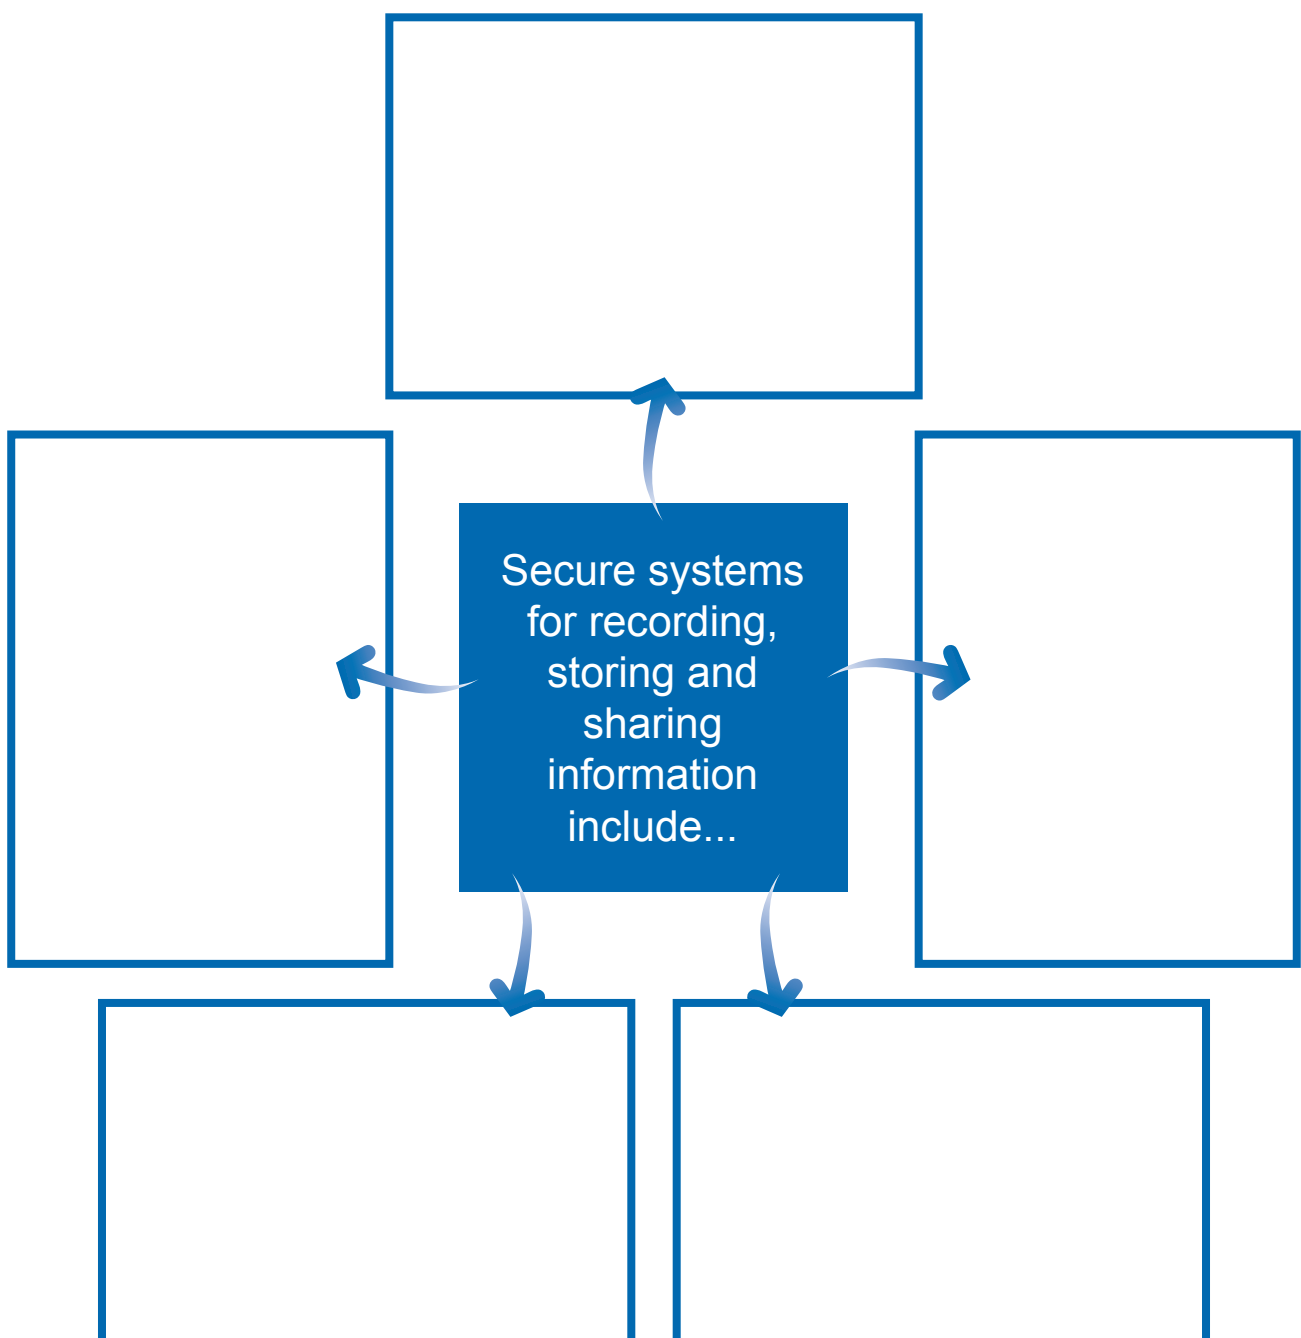 Secure systems
for recording,
storing and
sharing
information
include...